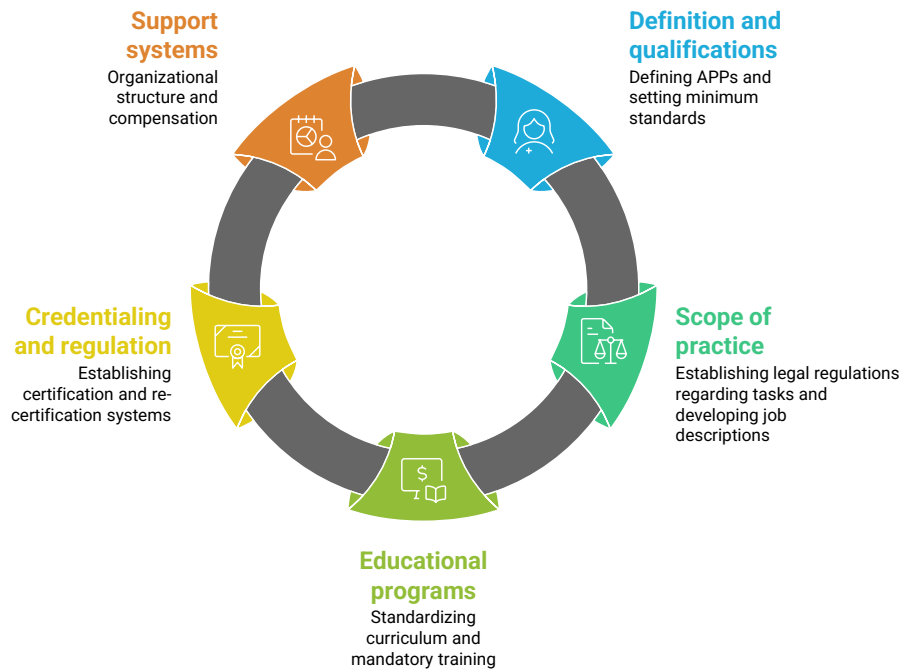 Support
systems
Organizational
structure and
compensation
Definition and
qualifications
Defining APPs and
setting minimum
standards
Credentialing
and regulation
Establishing
certification and re-
certification systems
Scope of
practice
Establishing legal regulations
regarding tasks and
developing job
descriptions
$
Educational
programs
Standardizing
curriculum and
mandatory training